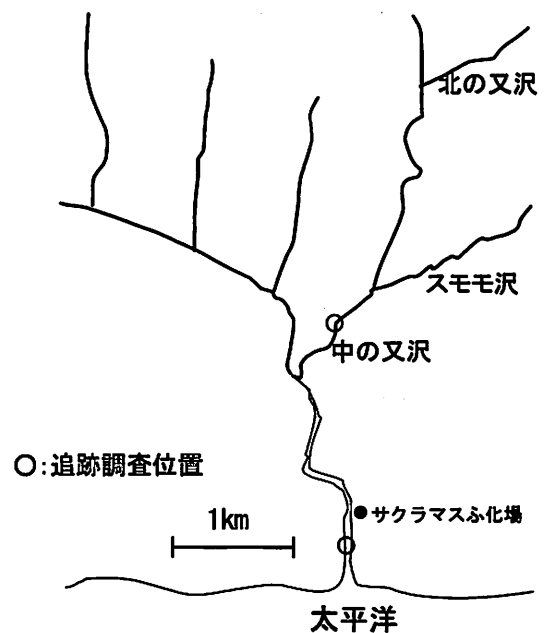 北の又沢
スモモ沢
中の又沢
○:追跡調査位置
1km
●サクラマスふ化場
太平洋